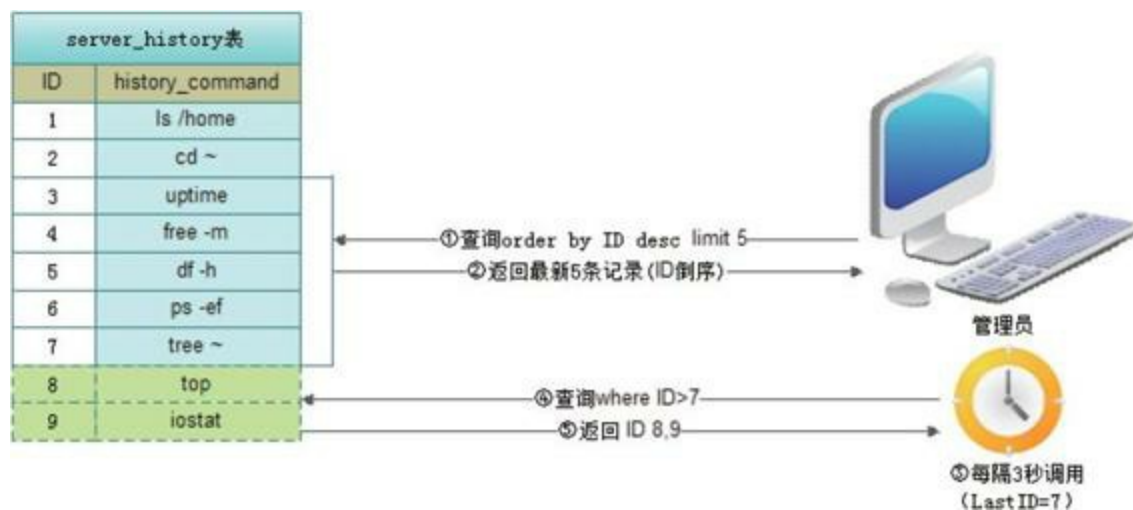 server_history表
ID history_command
1 ls /home
2 cd ~
3 uptime
4 free -m
5 df -h
6 ps -ef
7 tree ~
8 top
9 iostat
①查询order by ID desc limit 5
②返回最新5条记录(ID倒序)
管理员
④查询where ID>7
⑤返回 ID 8,9
③每隔3秒调用
(LastID=7)